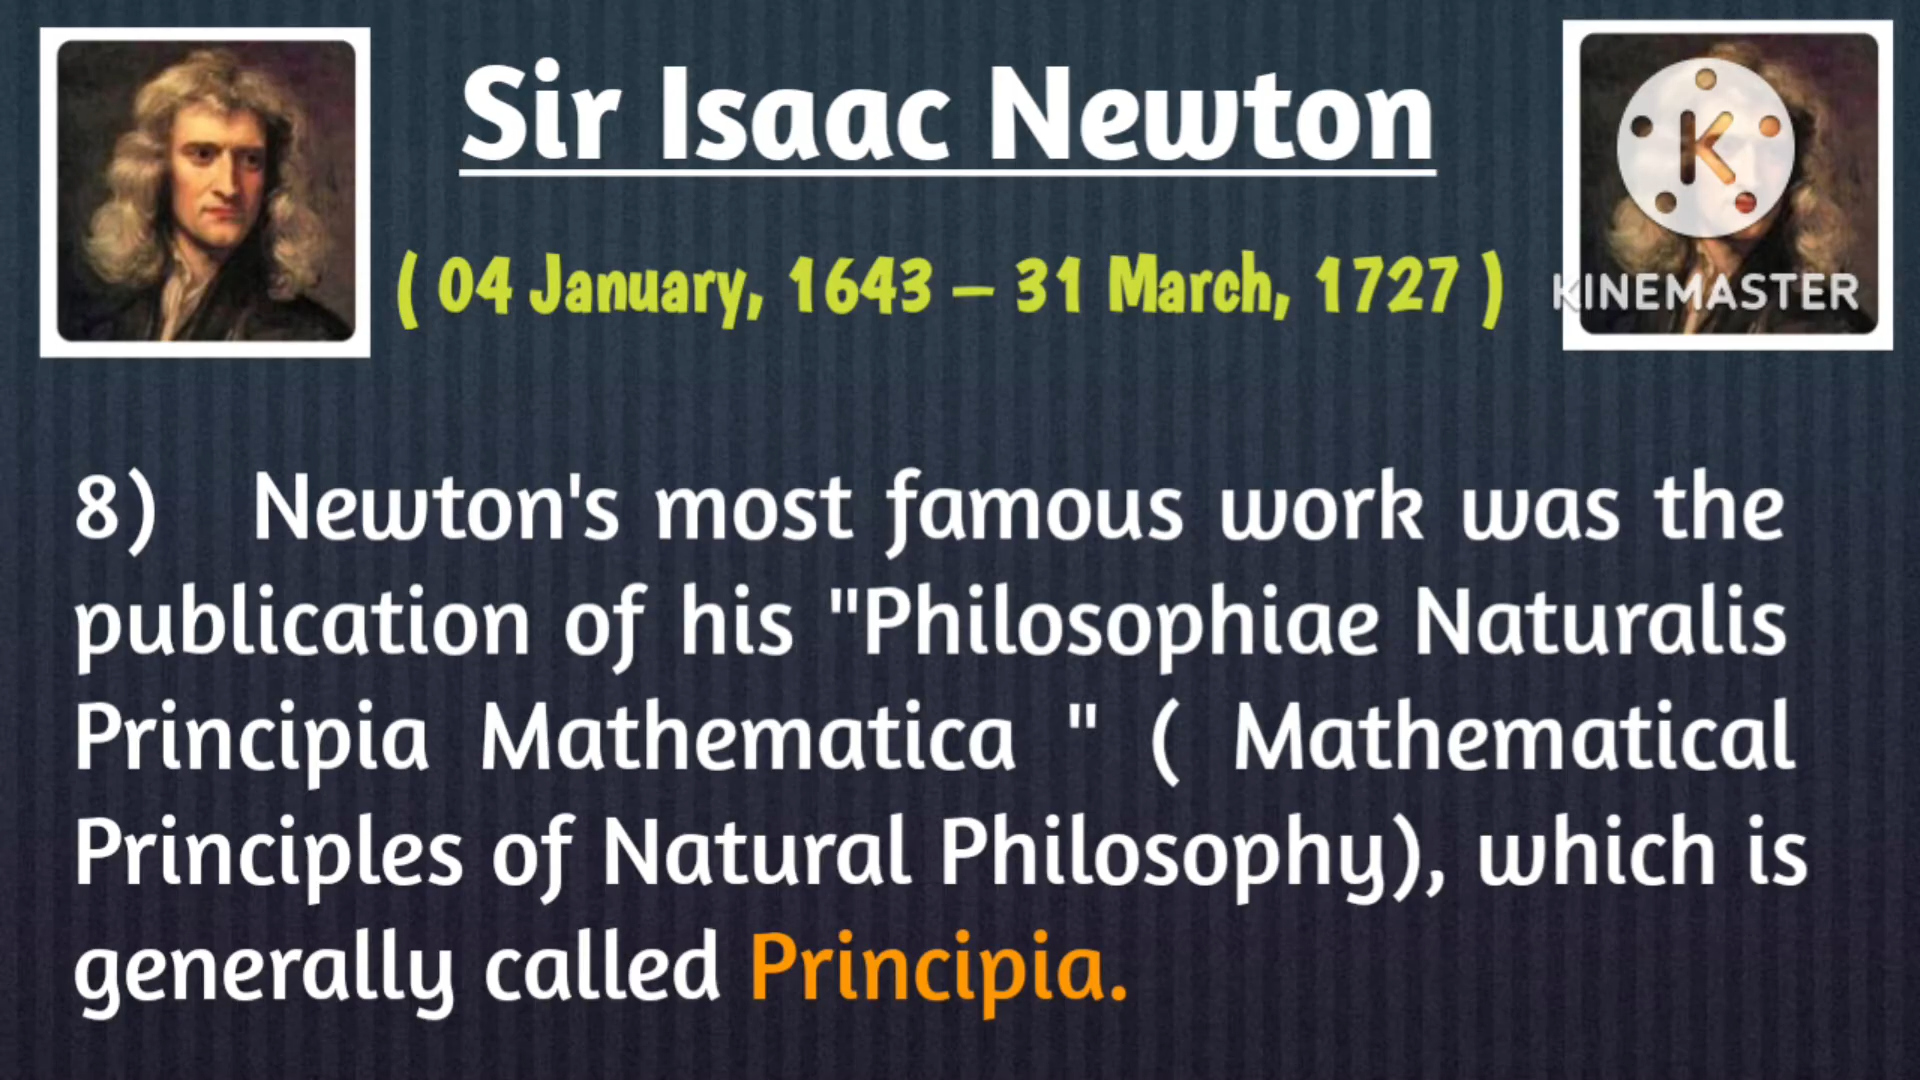 Sir Isaac Newton
( 04 January, 1643 – 31 March, 1727 )
K
KINEMASTER
8) Newton's most famous work was the
publication of his "Philosophiae Naturalis
Principia Mathematica " ( Mathematical
Principles of Natural Philosophy), which is
generally called Principia.